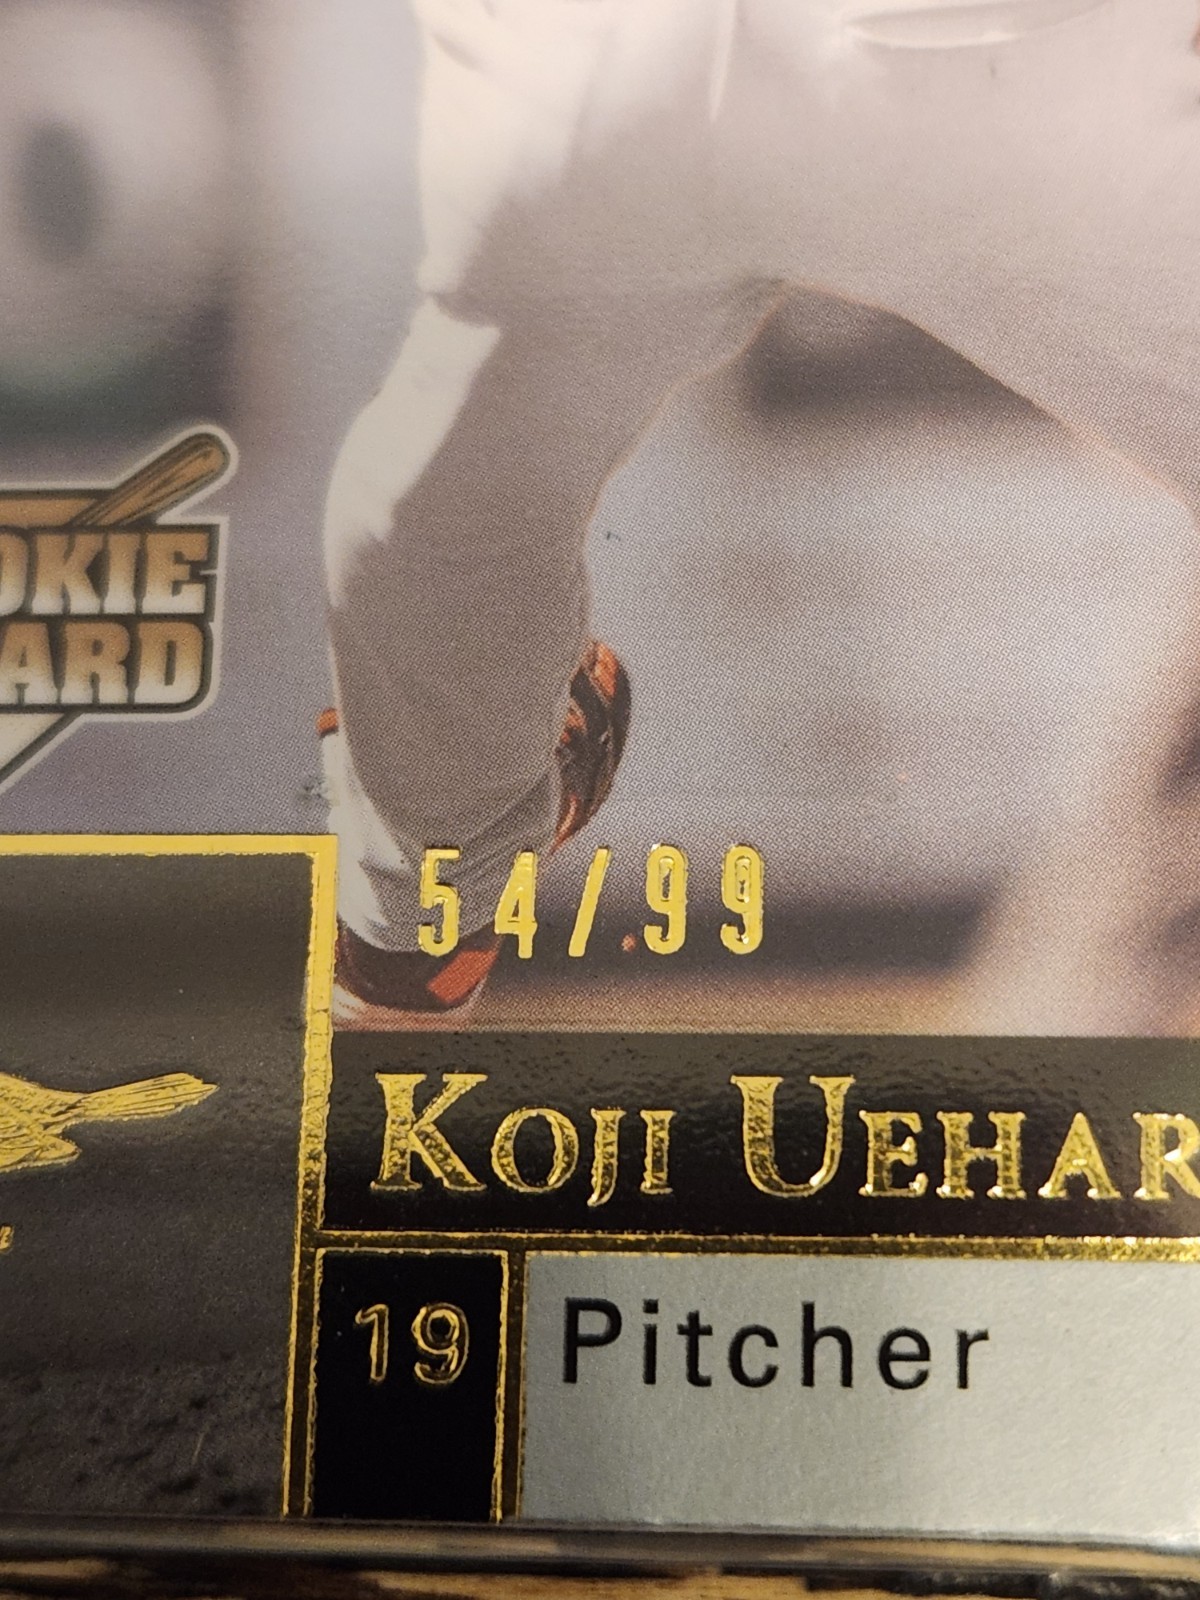 OKIE
ARD
54/99
KOJI UEHAR
19
Pitcher